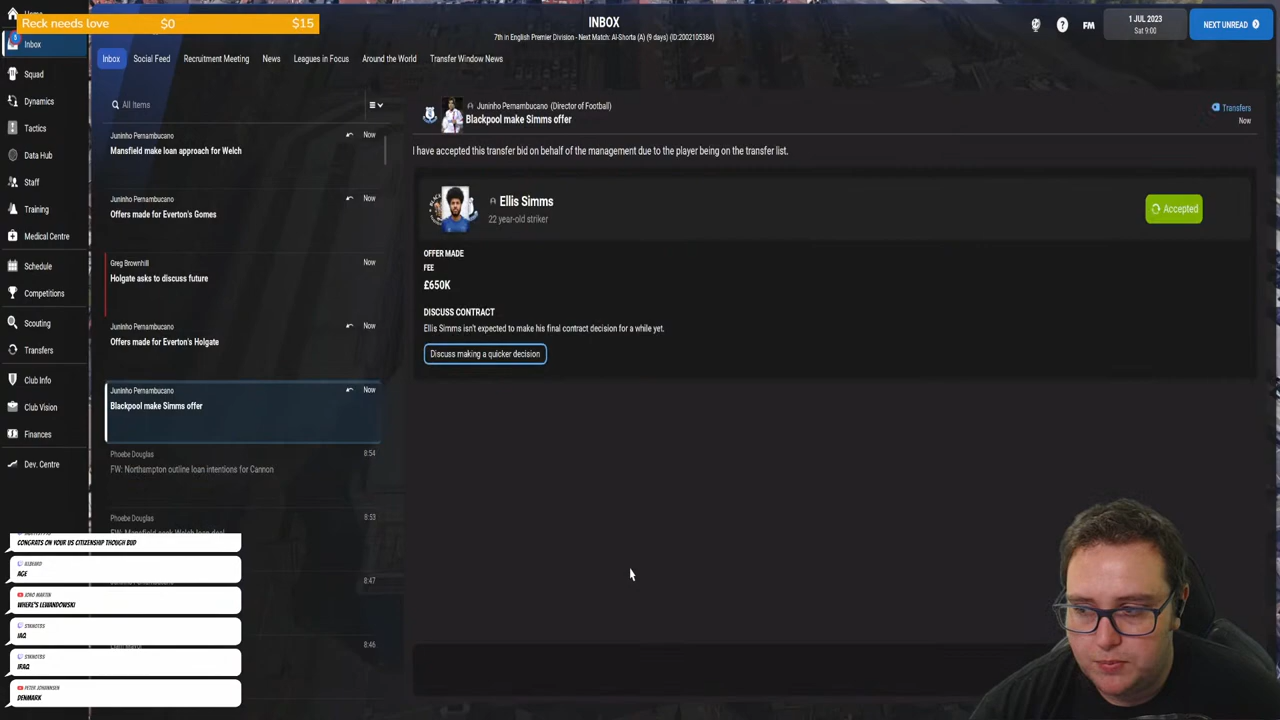 Reck needs love $0 $15
INBOX
7th in English Premier Division - Next Match: Al-Shorta (A) (9 days) (ID:2002105384)
FM
1 JUL 2023
Sat 9:00
NEXT UNREAD
Inbox
Squad
Dynamics
Tactics
Data Hub
Staff
Training
Medical Centre
Schedule
Competitions
Scouting
Transfers
Club Info
Club Vision
Finances
Dev. Centre
Inbox Social Feed Recruitment Meeting News Leagues in Focus Around the World Transfer Window News
All Items
Juninho Pernambucano Now
Mansfield make loan approach for Welch
Juninho Pernambucano Now
Offers made for Everton's Gomes
Greg Brownhill Now
Holgate asks to discuss future
Juninho Pernambucano Now
Offers made for Everton's Holgate
Juninho Pernambucano Now
Blackpool make Simms offer
Phoebe Douglas 8:54
FW: Northampton outline loan intentions for Cannon
Phoebe Douglas 8:53
8:47
8:46
Juninho Pernambucano (Director of Football)
Blackpool make Simms offer
Transfers
Now
I have accepted this transfer bid on behalf of the management due to the player being on the transfer list.
Ellis Simms
22 year-old striker
Accepted
OFFER MADE
FEE
£650K
DISCUSS CONTRACT
Ellis Simms isn't expected to make his final contract decision for a while yet.
Discuss making a quicker decision
CONGRATS ON YOUR US CITIZENSHIP THOUGH BUD
AGE
JOAO MARTIN
WHERE'S LEWANDOWSKI
IAQ
IRAQ
PETER JOHANNSEN
DENMARK